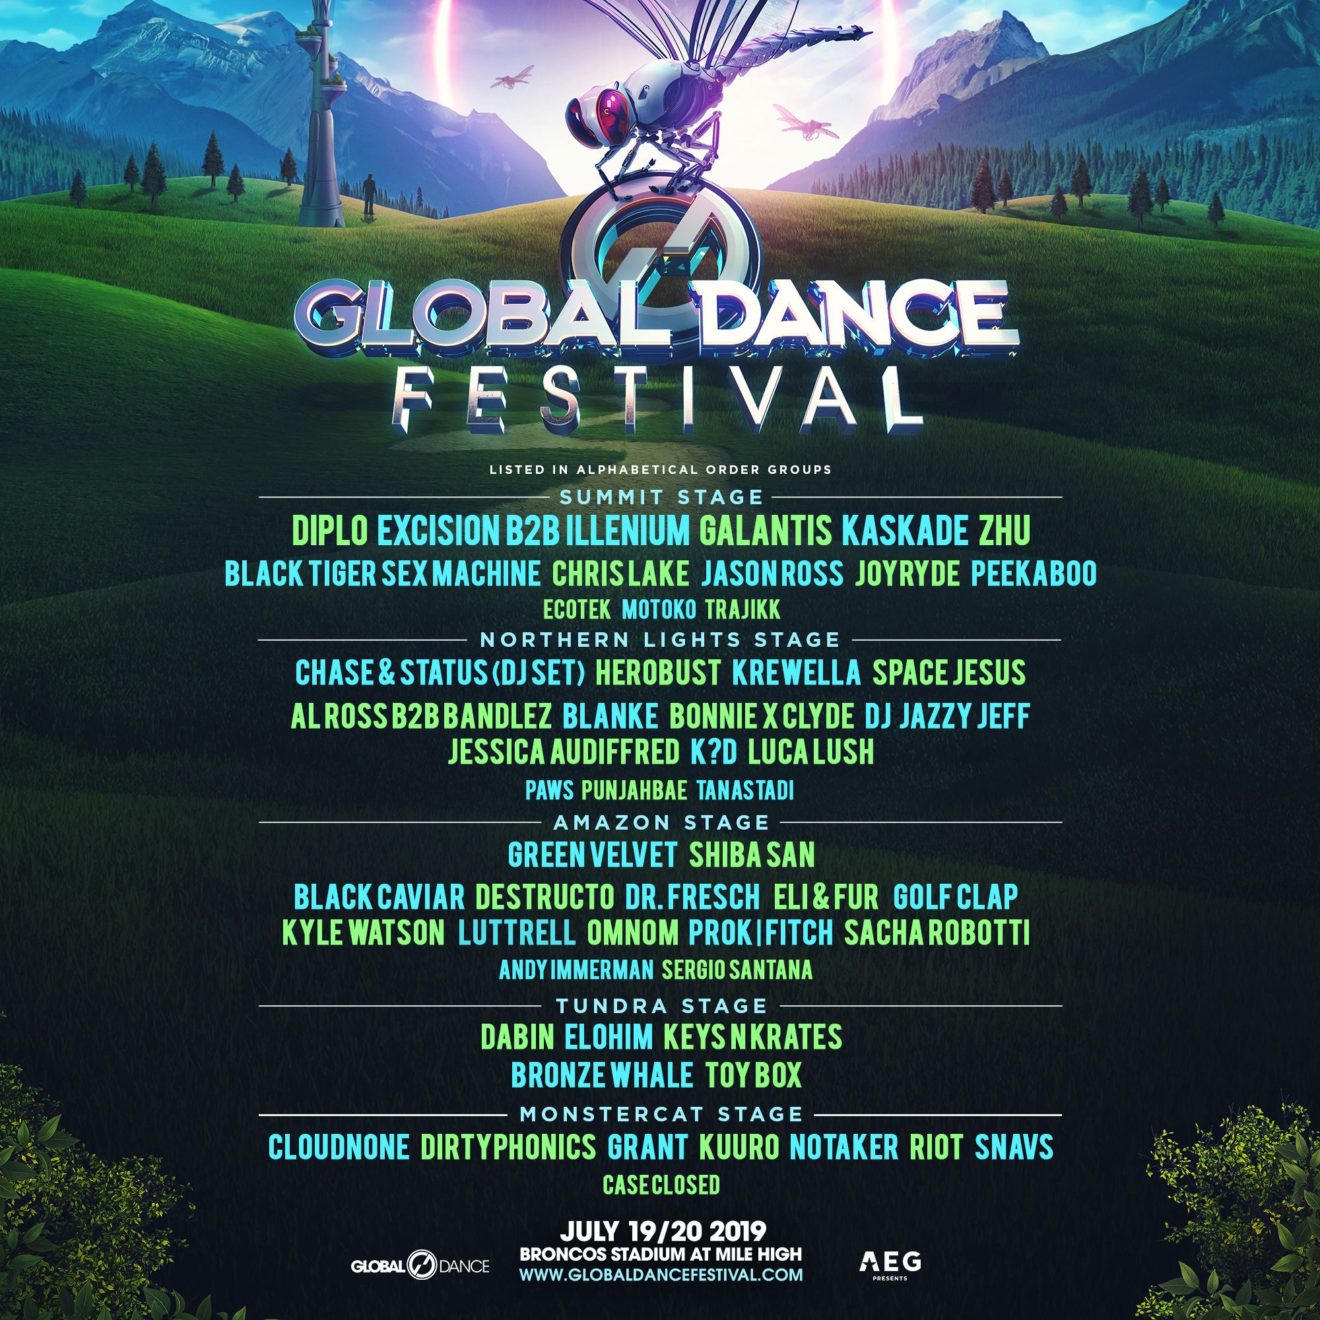 GLOBAL DANCE
FESTIVAL
LISTED IN ALPHABETICAL ORDER GROUPS
SUMMIT STAGE
DIPLO EXCISION B2B ILLENIUM GALANTIS KASKADE ZHU
BLACK TIGER SEX MACHINE CHRIS LAKE JASON ROSS JOYRYDE PEEKABOO
ECOTEK MOTOKO TRAJIKK
NORTHERN LIGHTS STAGE
CHASE & STATUS (DJ SET) HEROBUST KREWELLA SPACE JESUS
AL ROSS B2B BANDLEZ BLANKE BONNIE X CLYDE DJ JAZZY JEFF
JESSICA AUDIFFRED K?D LUCA LUSH
PAWS PUNJAHBAE TANASTADI
AMAZON STAGE
GREEN VELVET SHIBA SAN
BLACK CAVIAR DESTRUCTO DR. FRESCH ELI & FUR GOLF CLAP
KYLE WATSON LUTTRELL OMNOM PROK | FITCH SACHA ROBOTTI
ANDY IMMERMAN SERGIO SANTANA
TUNDRA STAGE
DABIN ELOHIM KEYS N KRATES
BRONZE WHALE TOY BOX
MONSTERCAT STAGE
CLOUDNONE DIRTYPHONICS GRANT KUURO NOTAKER RIOT SNAVS
CASE CLOSED
JULY 19/20 2019
BRONCOS STADIUM AT MILE HIGH
WWW.GLOBALDANCEFESTIVAL.COM
GLOBAL DANCE
AEG
PRESENTS